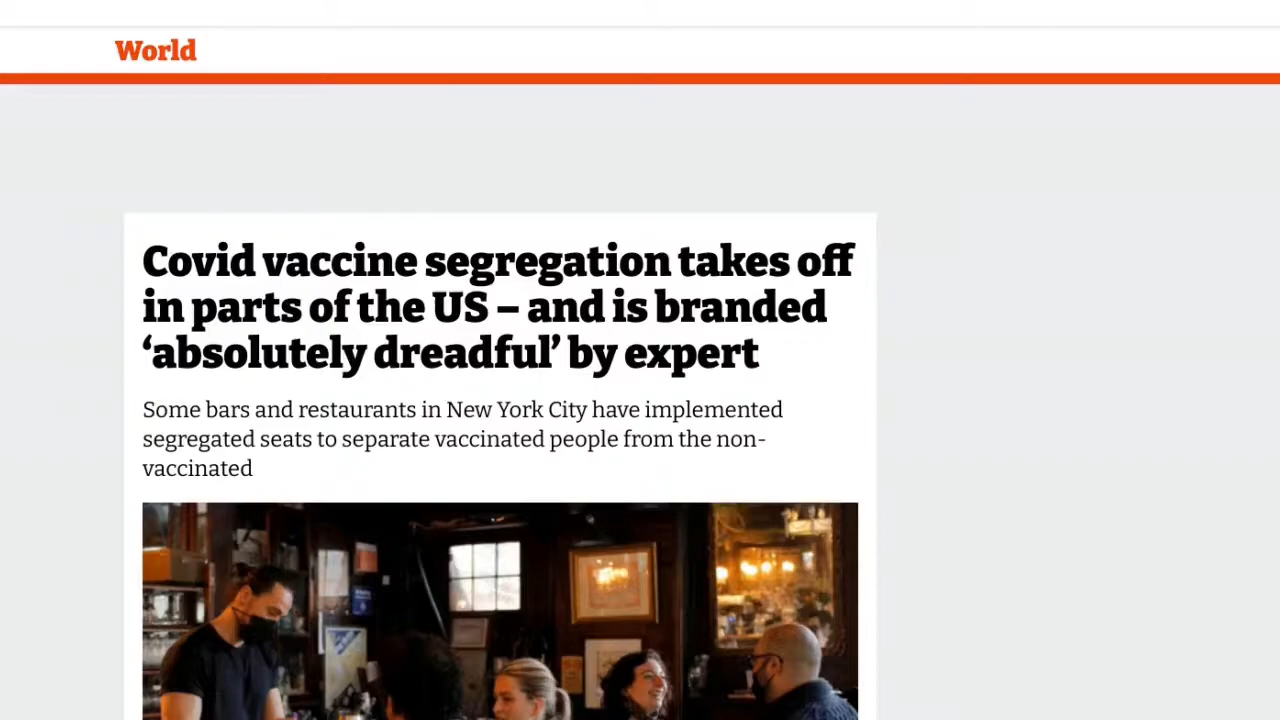 World
Covid vaccine segregation takes off
in parts of the US – and is branded
‘absolutely dreadful’ by expert
Some bars and restaurants in New York City have implemented
segregated seats to separate vaccinated people from the non-
vaccinated